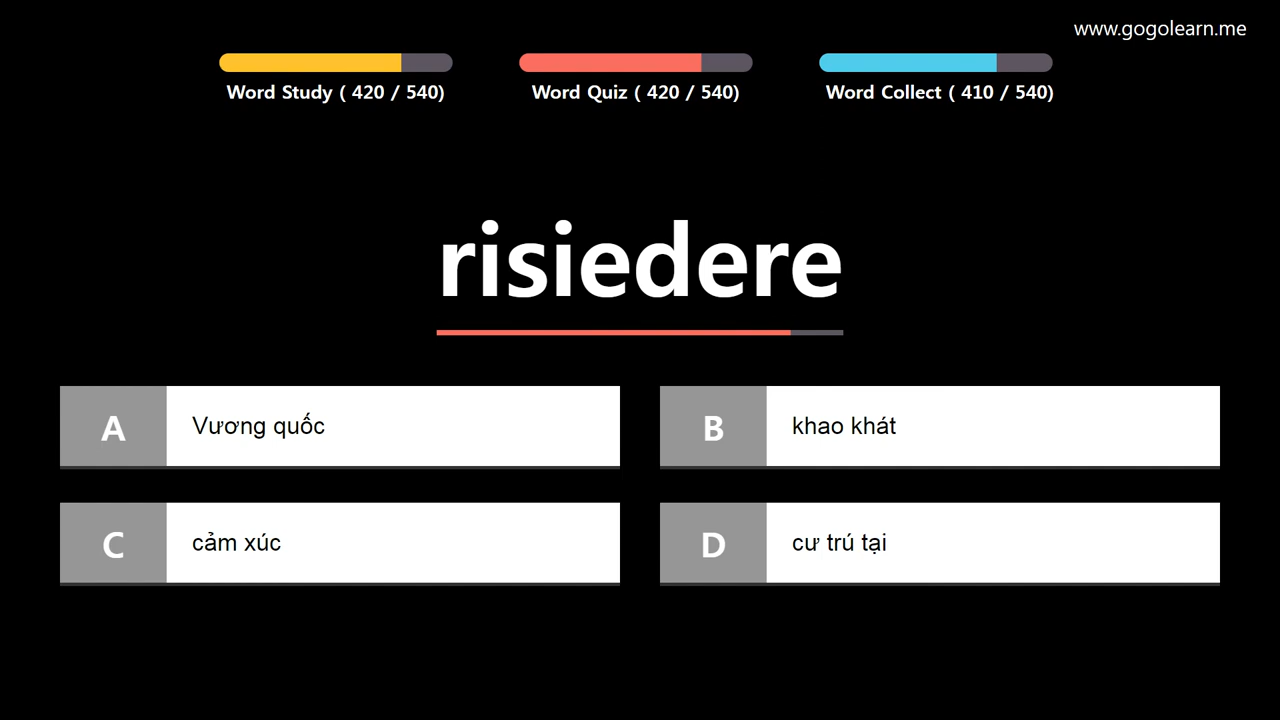 www.gogolearn.me
Word Study ( 420 / 540)
Word Quiz ( 420 / 540)
Word Collect ( 410 / 540)
risiedere
A Vương quốc
B khao khát
C cảm xúc
D cư trú tại